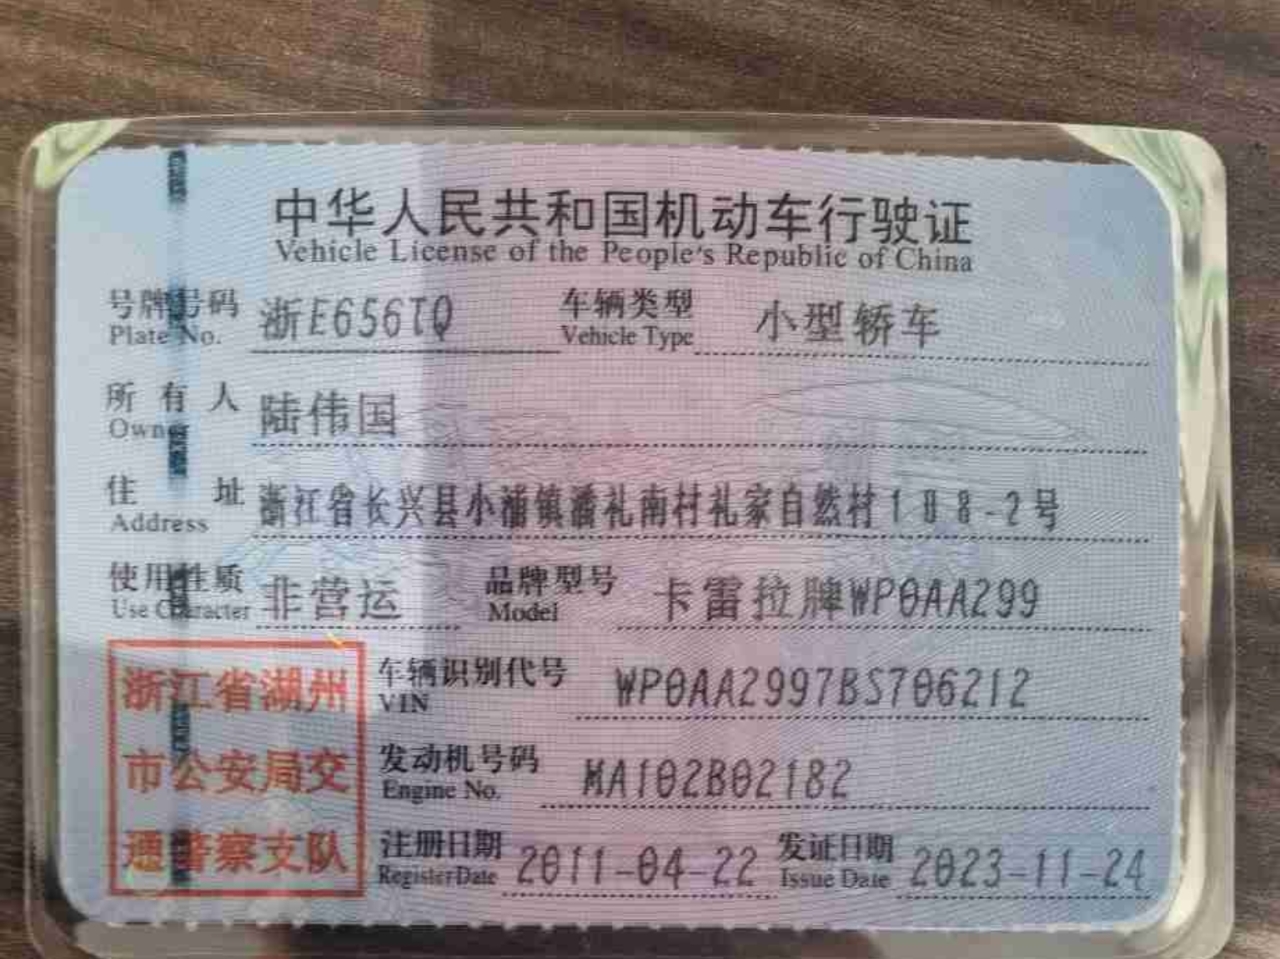 中华人民共和国机动车行驶证
Vehicle License of the People's Republic of China
号牌号码 浙E656TQ 车辆类型 小型轿车
Plate No. Vehicle Type
所有人 陆伟国
Owner
住址 浙江省长兴县小浦镇潘礼南村礼家自然村188-2号
Address
使用性质 非营运 品牌型号 卡雷拉牌WP0AA299
Use Character Model
浙江省湖州
市公安局交
通警察支队
车辆识别代号 WP0AA2997BS706212
VIN
发动机号码 MA102B02182
Engine No.
注册日期 2011-04-22 发证日期 2023-11-24
Register Date Issue Date